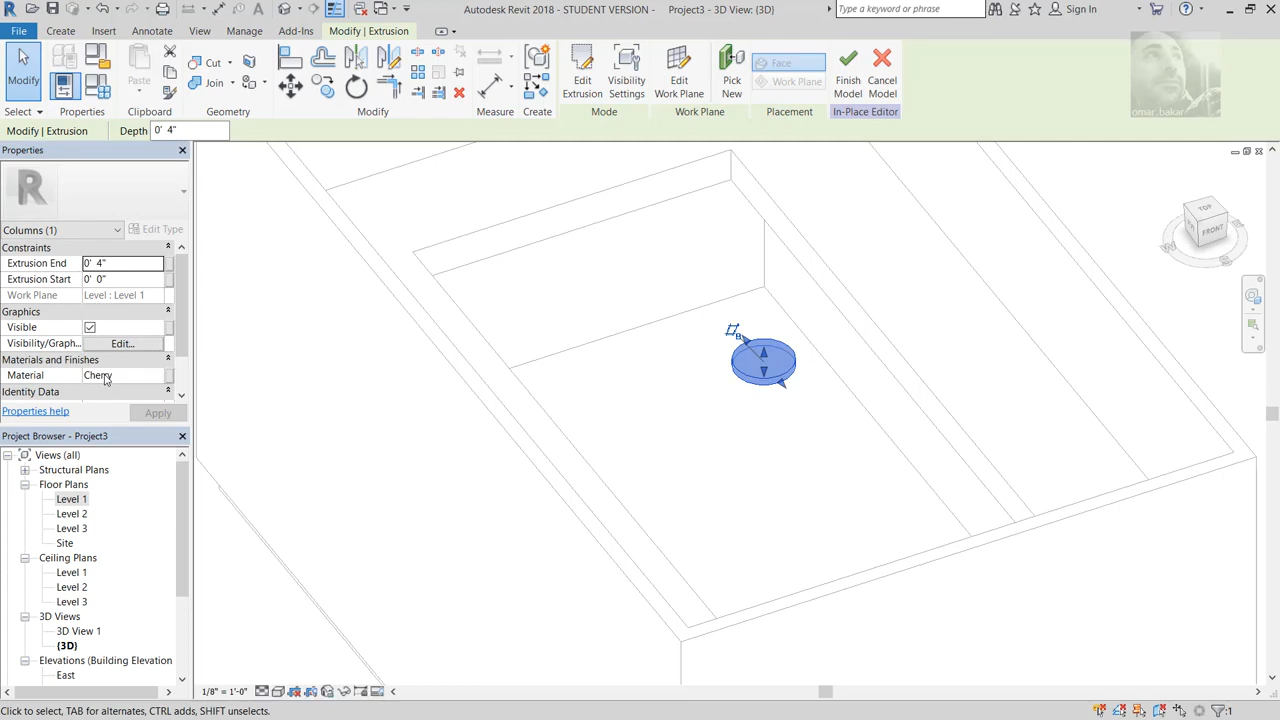 Autodesk Revit 2018 - STUDENT VERSION - Project3 - 3D View: {3D}
Type a keyword or phrase
Sign In
File Create Insert Annotate View Manage Add-Ins Modify | Extrusion
Modify
Paste
Cut
Join
Edit Extrusion
Visibility Settings
Edit Work Plane
Pick New
Face
Work Plane
Finish Model
Cancel Model
Select Properties Clipboard Geometry Modify Measure Create Mode Work Plane Placement In-Place Editor
omar_bakar
Modify | Extrusion Depth 0' 4"
Properties
R
Columns (1) Edit Type
Constraints
Extrusion End 0' 4"
Extrusion Start 0' 0"
Work Plane Level : Level 1
Graphics
Visible
Visibility/Graph... Edit...
Materials and Finishes
Material Cherry
Identity Data
Properties help Apply
TOP
FRONT
Project Browser - Project3
Views (all)
Structural Plans
Floor Plans
Level 1
Level 2
Level 3
Site
Ceiling Plans
Level 1
Level 2
Level 3
3D Views
3D View 1
{3D}
Elevations (Building Elevation
East
1/8" = 1'-0"
Click to select, TAB for alternates, CTRL adds, SHIFT unselects.
:1